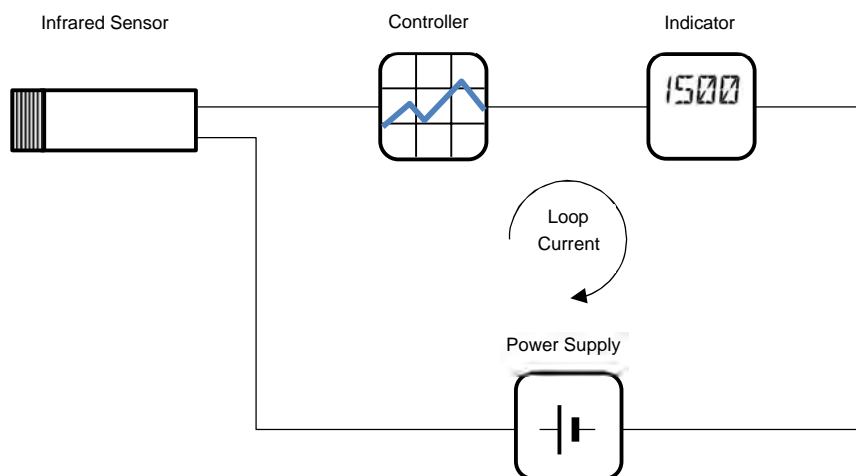 Infrared Sensor
Controller
Indicator
1500
Loop
Current
Power Supply